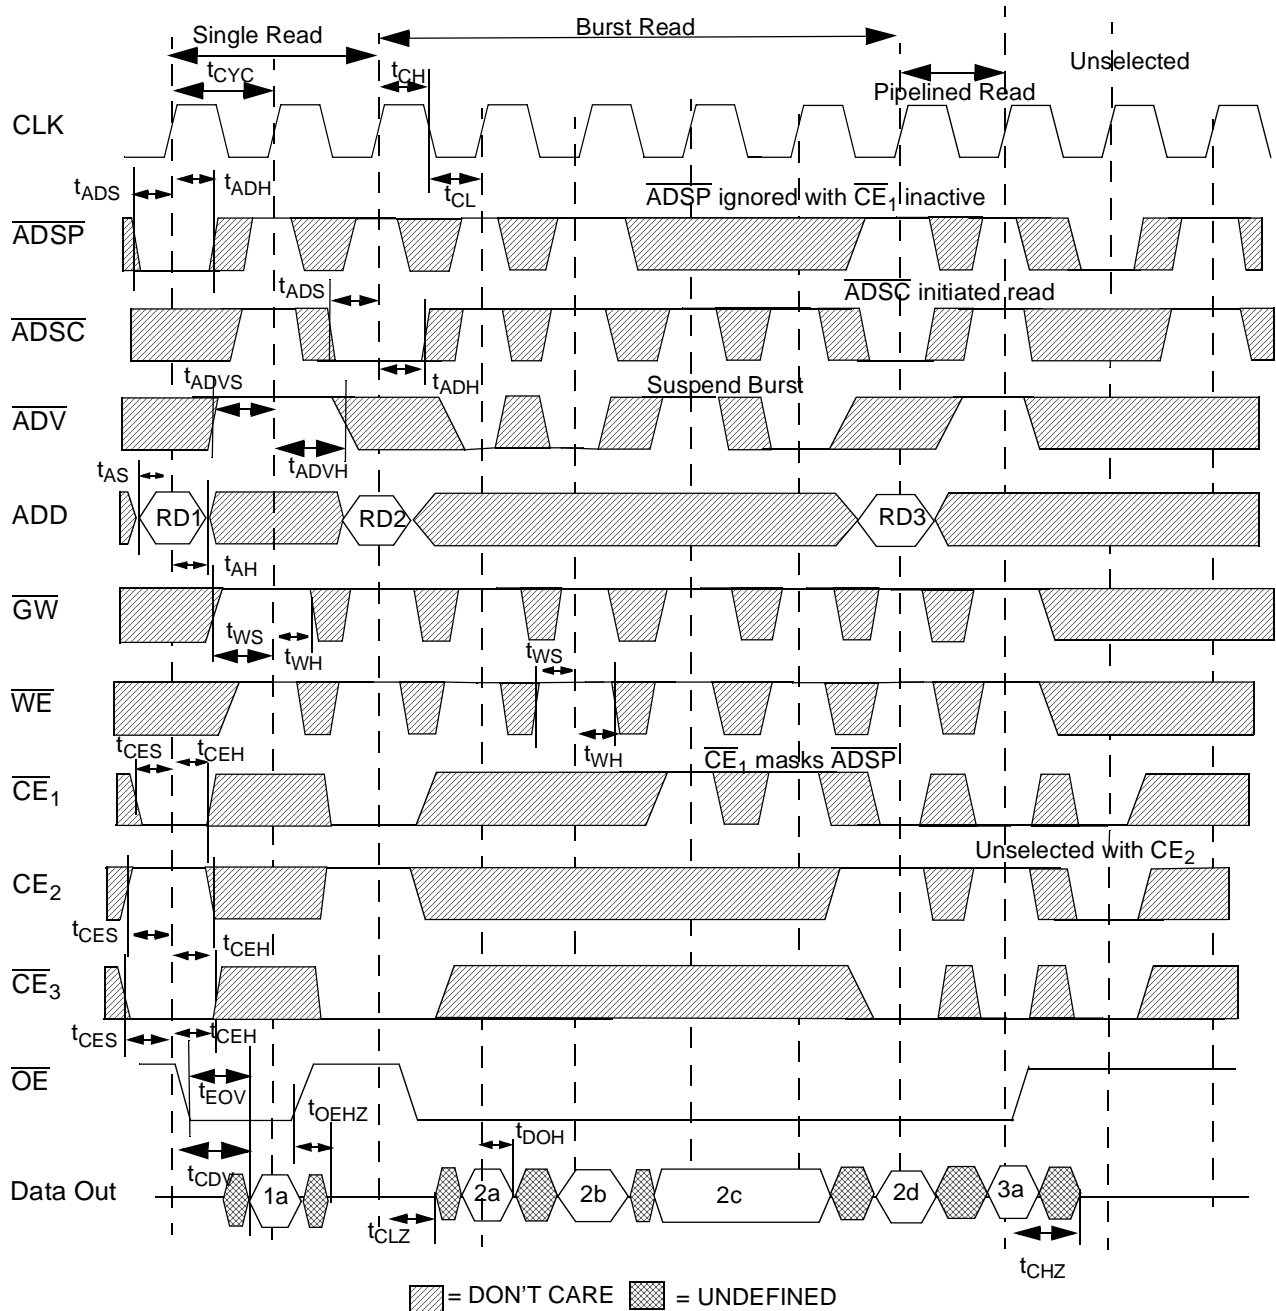 Single Read
Burst Read
Unselected
tCYC
tCH
Pipelined Read
CLK
tADS
tADH
tCL
ADSP ignored with CE1 inactive
ADSP
tADS
ADSC initiated read
ADSC
tADVS
tADH
Suspend Burst
ADV
tAS
tADVH
ADD
RD1
RD2
RD3
tAH
GW
tWS
tWH
tWS
WE
tCES
tCEH
tWH
CE1 masks ADSP
CE1
Unselected with CE2
CE2
tCES
tCEH
CE3
tCES
tCEH
OE
tEOV
tOEHZ
tDOH
tCDV
Data Out
1a
2a
2b
2c
2d
3a
tCLZ
tCHZ
= DON'T CARE
= UNDEFINED